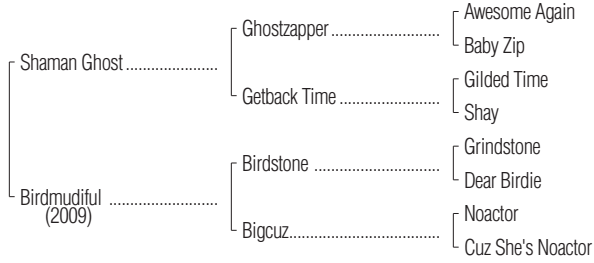 Awesome Again
Ghostzapper
Baby Zip
Shaman Ghost
Gilded Time
Getback Time
Shay
Grindstone
Birdstone
Dear Birdie
Birdmudiful
(2009)
Noactor
Bigcuz
Cuz She's Noactor